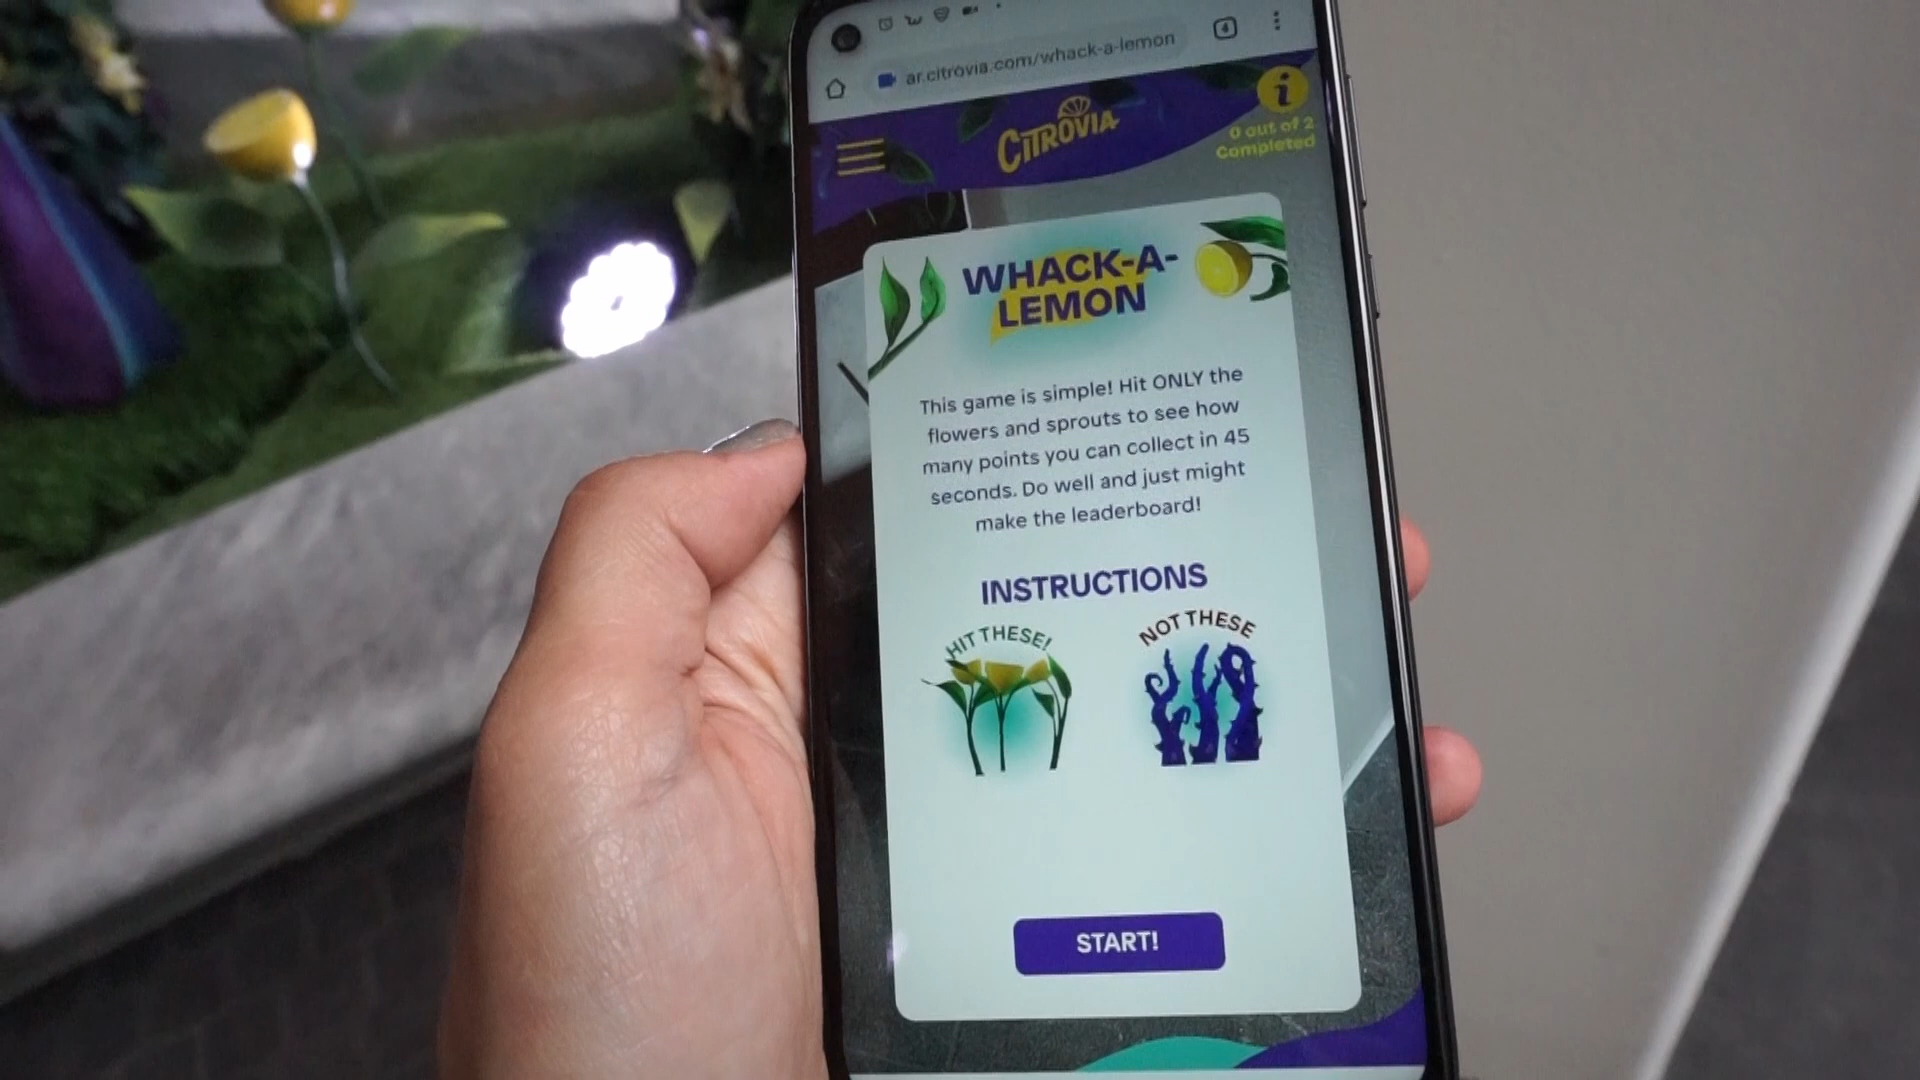 4
ar.citrovia.com/whack-a-lemon
CITROVIA
i
0 out of 2
Completed
WHACK-A-
LEMON
This game is simple! Hit ONLY the
flowers and sprouts to see how
many points you can collect in 45
seconds. Do well and just might
make the leaderboard!
INSTRUCTIONS
HIT THESE!
NOT THESE
START!